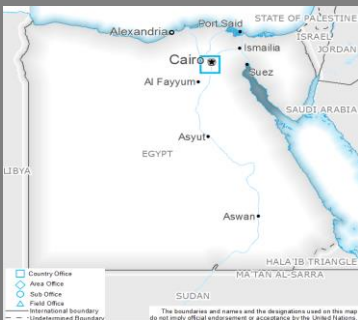 STATE OF PALESTINE
Port Said
Alexandria
ISRAEL
Ismailia
JORDAN
Cairo
Suez
Al Fayyum
SAUDI ARABIA
Asyut
EGYPT
LIBYA
Aswan
HALA'IB TRIANGLE
MA'TAN AL-SARRA
SUDAN
Country Office
Area Office
Sub Office
Field Office
International boundary
Undetermined Boundary
The boundaries and names and the designations used on this map
do not imply official endorsement or acceptance by the United Nations.